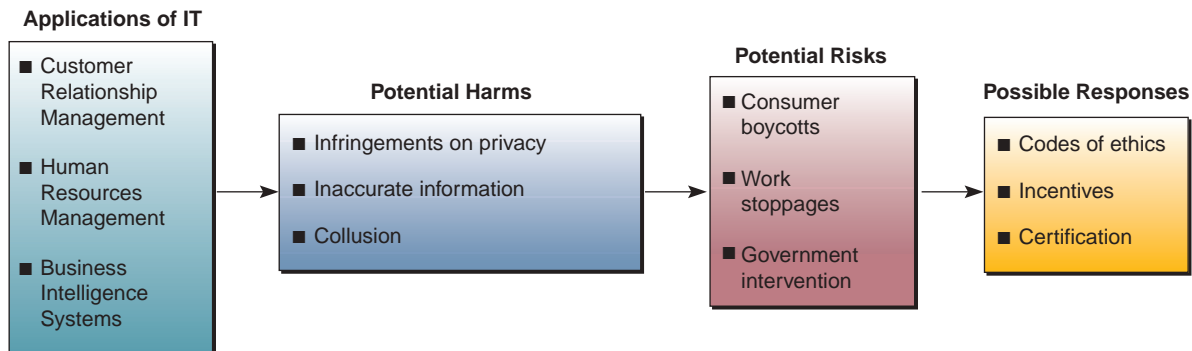 Applications of IT
■ Customer
Relationship
Management
■ Human
Resources
Management
■ Business
Intelligence
Systems
Potential Harms
■ Infringements on privacy
■ Inaccurate information
■ Collusion
Potential Risks
■ Consumer
boycotts
■ Work
stoppages
■ Government
intervention
Possible Responses
■ Codes of ethics
■ Incentives
■ Certification